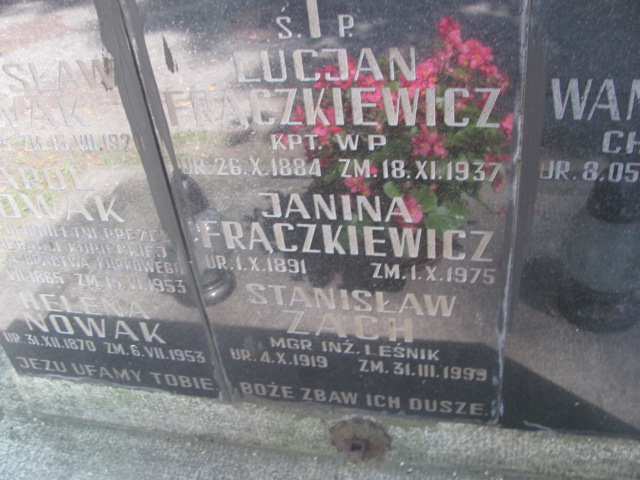 NOWAK
HELENA
NOWAK
UR. 31.XII.1870 ZM. 6.VII.1953
JEZU UFAMY TOBIE
Ś. P.
LUCJAN
FRĄCZKIEWICZ
KPT. WP
UR. 26.X.1884 ZM. 18.XI.1937
JANINA
FRĄCZKIEWICZ
UR. 1.X.1891 ZM. 1.X.1975
STANISŁAW
ZACH
MGR INŻ. LEŚNIK
UR. 4.X.1919 ZM. 31.III.1999
BOŻE ZBAW ICH DUSZE.
WAN
CH
UR. 8.05